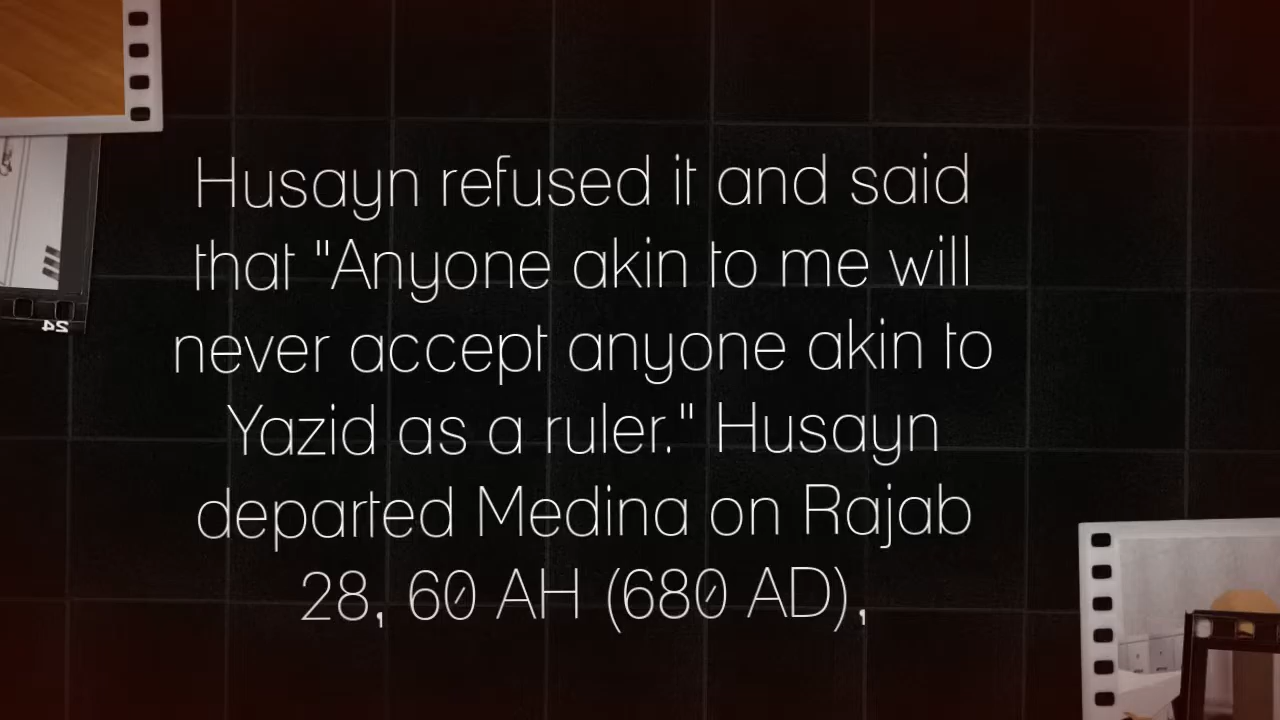 Husayn refused it and said
that "Anyone akin to me will
never accept anyone akin to
Yazid as a ruler." Husayn
departed Medina on Rajab
28, 60 AH (680 AD),
24